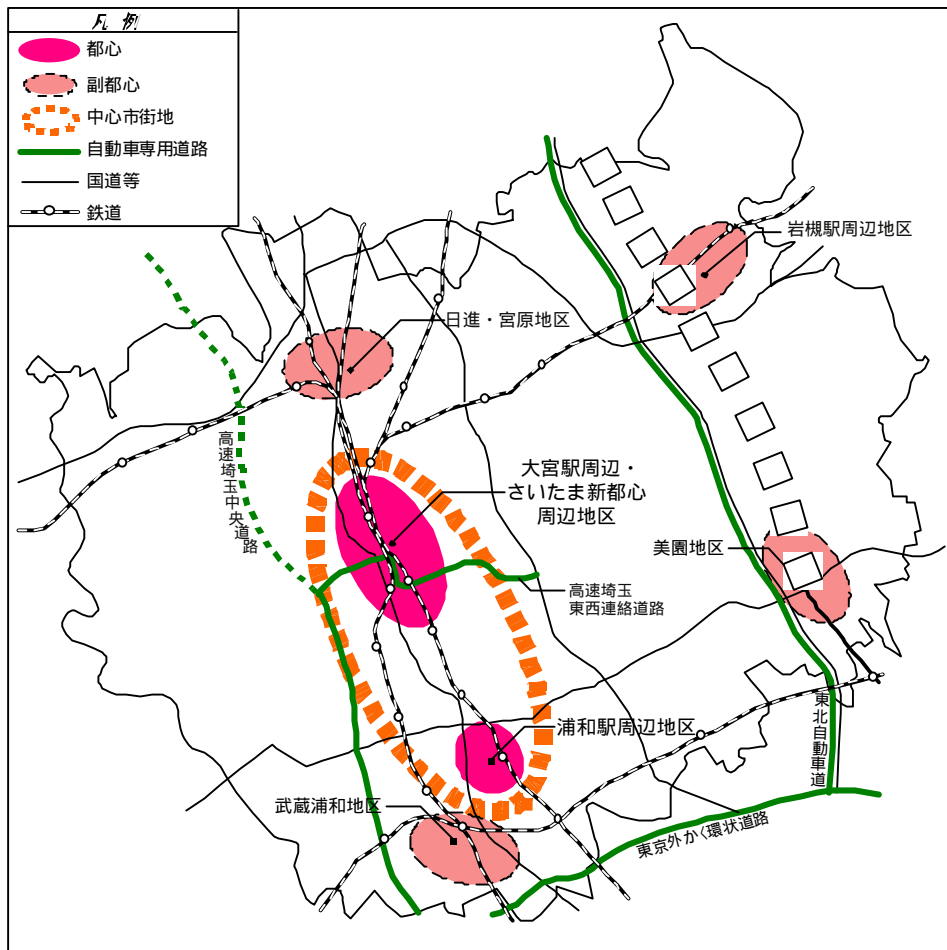 凡 例
都心
副都心
中心市街地
自動車専用道路
国道等
鉄道
岩槻駅周辺地区
日進・宮原地区
高速埼玉中央道路
大宮駅周辺・
さいたま新都心
周辺地区
美園地区
高速埼玉
東西連絡道路
浦和駅周辺地区
東北自動車道
武蔵浦和地区
東京外かく環状道路